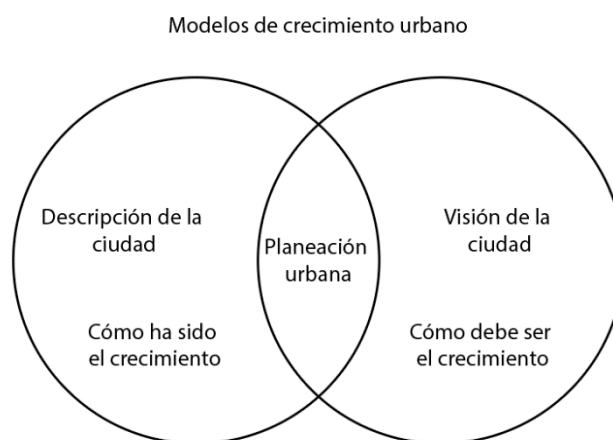 Modelos de crecimiento urbano
Descripción de la
ciudad
Cómo ha sido
el crecimiento
Planeación
urbana
Visión de la
ciudad
Cómo debe ser
el crecimiento